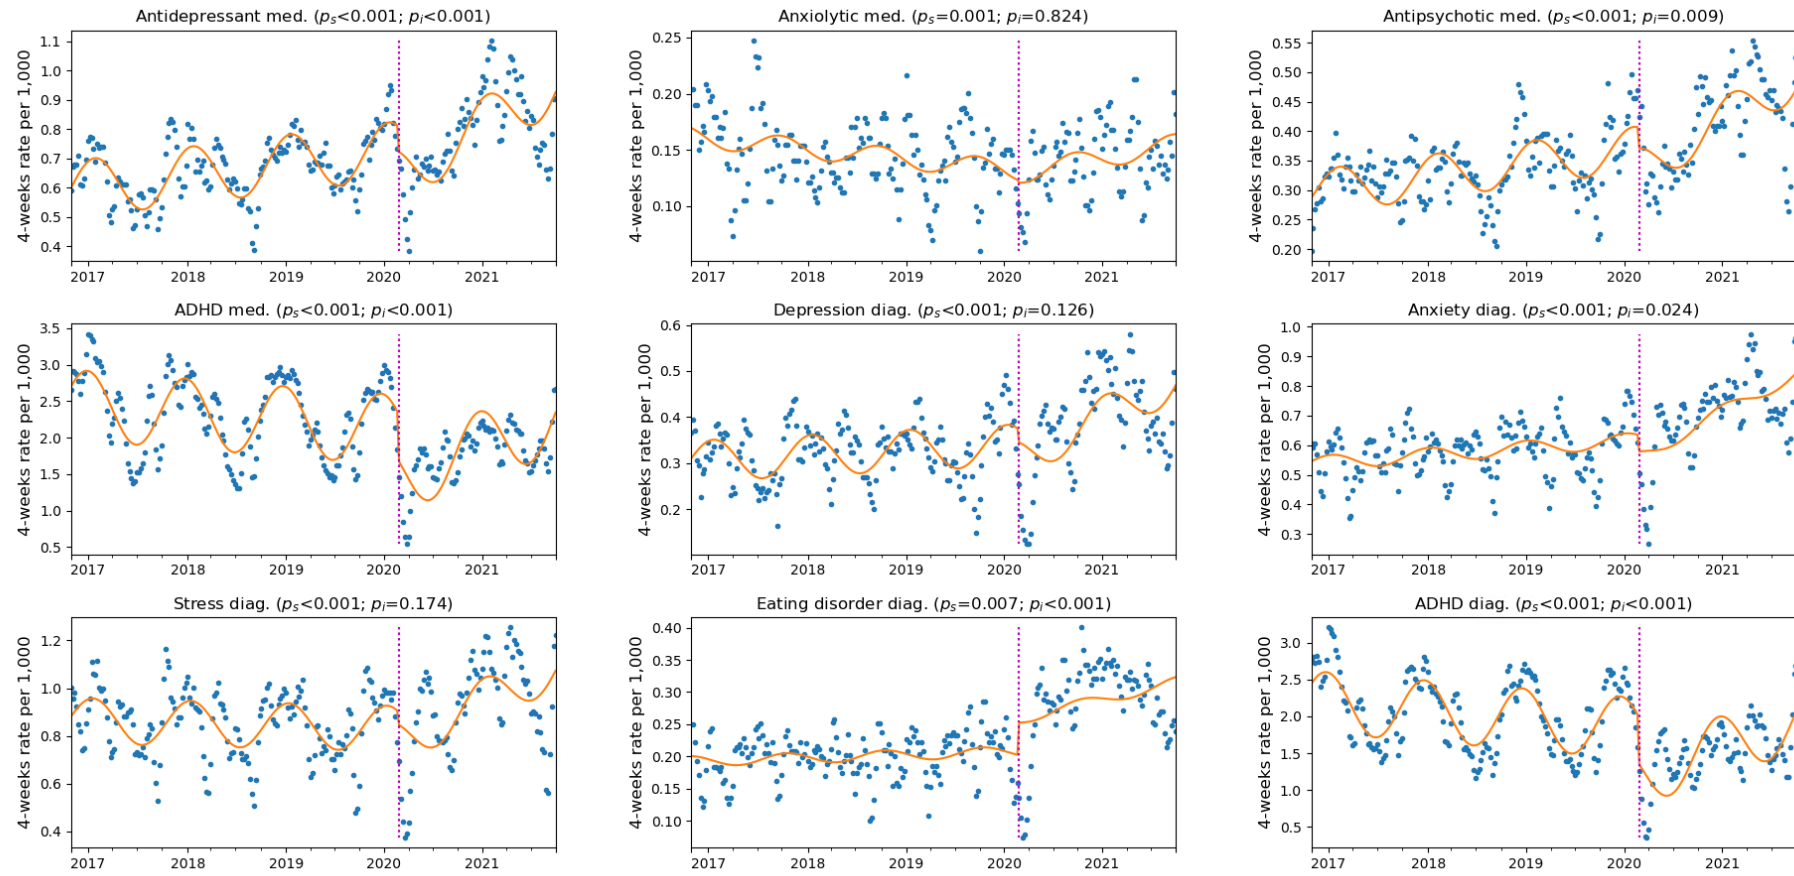 Antidepressant med. (pₛ<0.001; pᵢ<0.001)
4-weeks rate per 1,000
1.1
1.0
0.9
0.8
0.7
0.6
0.5
0.4
2017 2018 2019 2020 2021
Anxiolytic med. (pₛ=0.001; pᵢ=0.824)
4-weeks rate per 1,000
0.25
0.20
0.15
0.10
2017 2018 2019 2020 2021
Antipsychotic med. (pₛ<0.001; pᵢ=0.009)
4-weeks rate per 1,000
0.55
0.50
0.45
0.40
0.35
0.30
0.25
0.20
2017 2018 2019 2020 2021
ADHD med. (pₛ<0.001; pᵢ<0.001)
4-weeks rate per 1,000
3.5
3.0
2.5
2.0
1.5
1.0
0.5
2017 2018 2019 2020 2021
Depression diag. (pₛ<0.001; pᵢ=0.126)
4-weeks rate per 1,000
0.6
0.5
0.4
0.3
0.2
2017 2018 2019 2020 2021
Anxiety diag. (pₛ<0.001; pᵢ=0.024)
4-weeks rate per 1,000
1.0
0.9
0.8
0.7
0.6
0.5
0.4
0.3
2017 2018 2019 2020 2021
Stress diag. (pₛ<0.001; pᵢ=0.174)
4-weeks rate per 1,000
1.2
1.0
0.8
0.6
0.4
2017 2018 2019 2020 2021
Eating disorder diag. (pₛ=0.007; pᵢ<0.001)
4-weeks rate per 1,000
0.40
0.35
0.30
0.25
0.20
0.15
0.10
2017 2018 2019 2020 2021
ADHD diag. (pₛ<0.001; pᵢ<0.001)
4-weeks rate per 1,000
3.0
2.5
2.0
1.5
1.0
0.5
2017 2018 2019 2020 2021